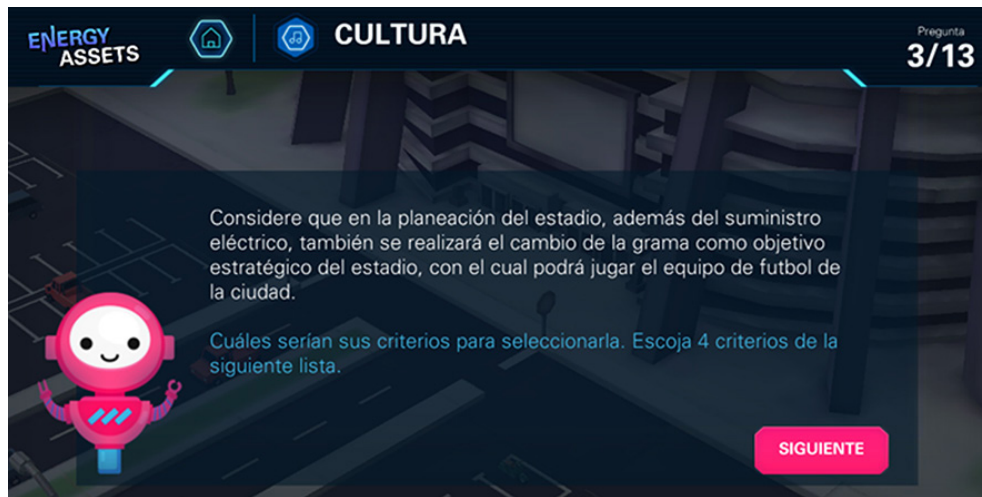 ENERGY
ASSETS
CULTURA
Pregunta
3/13
Considere que en la planeación del estadio, además del suministro
eléctrico, también se realizará el cambio de la grama como objetivo
estratégico del estadio, con el cual podrá jugar el equipo de futbol de
la ciudad.
Cuáles serían sus criterios para seleccionarla. Escoja 4 criterios de la
siguiente lista.
SIGUIENTE